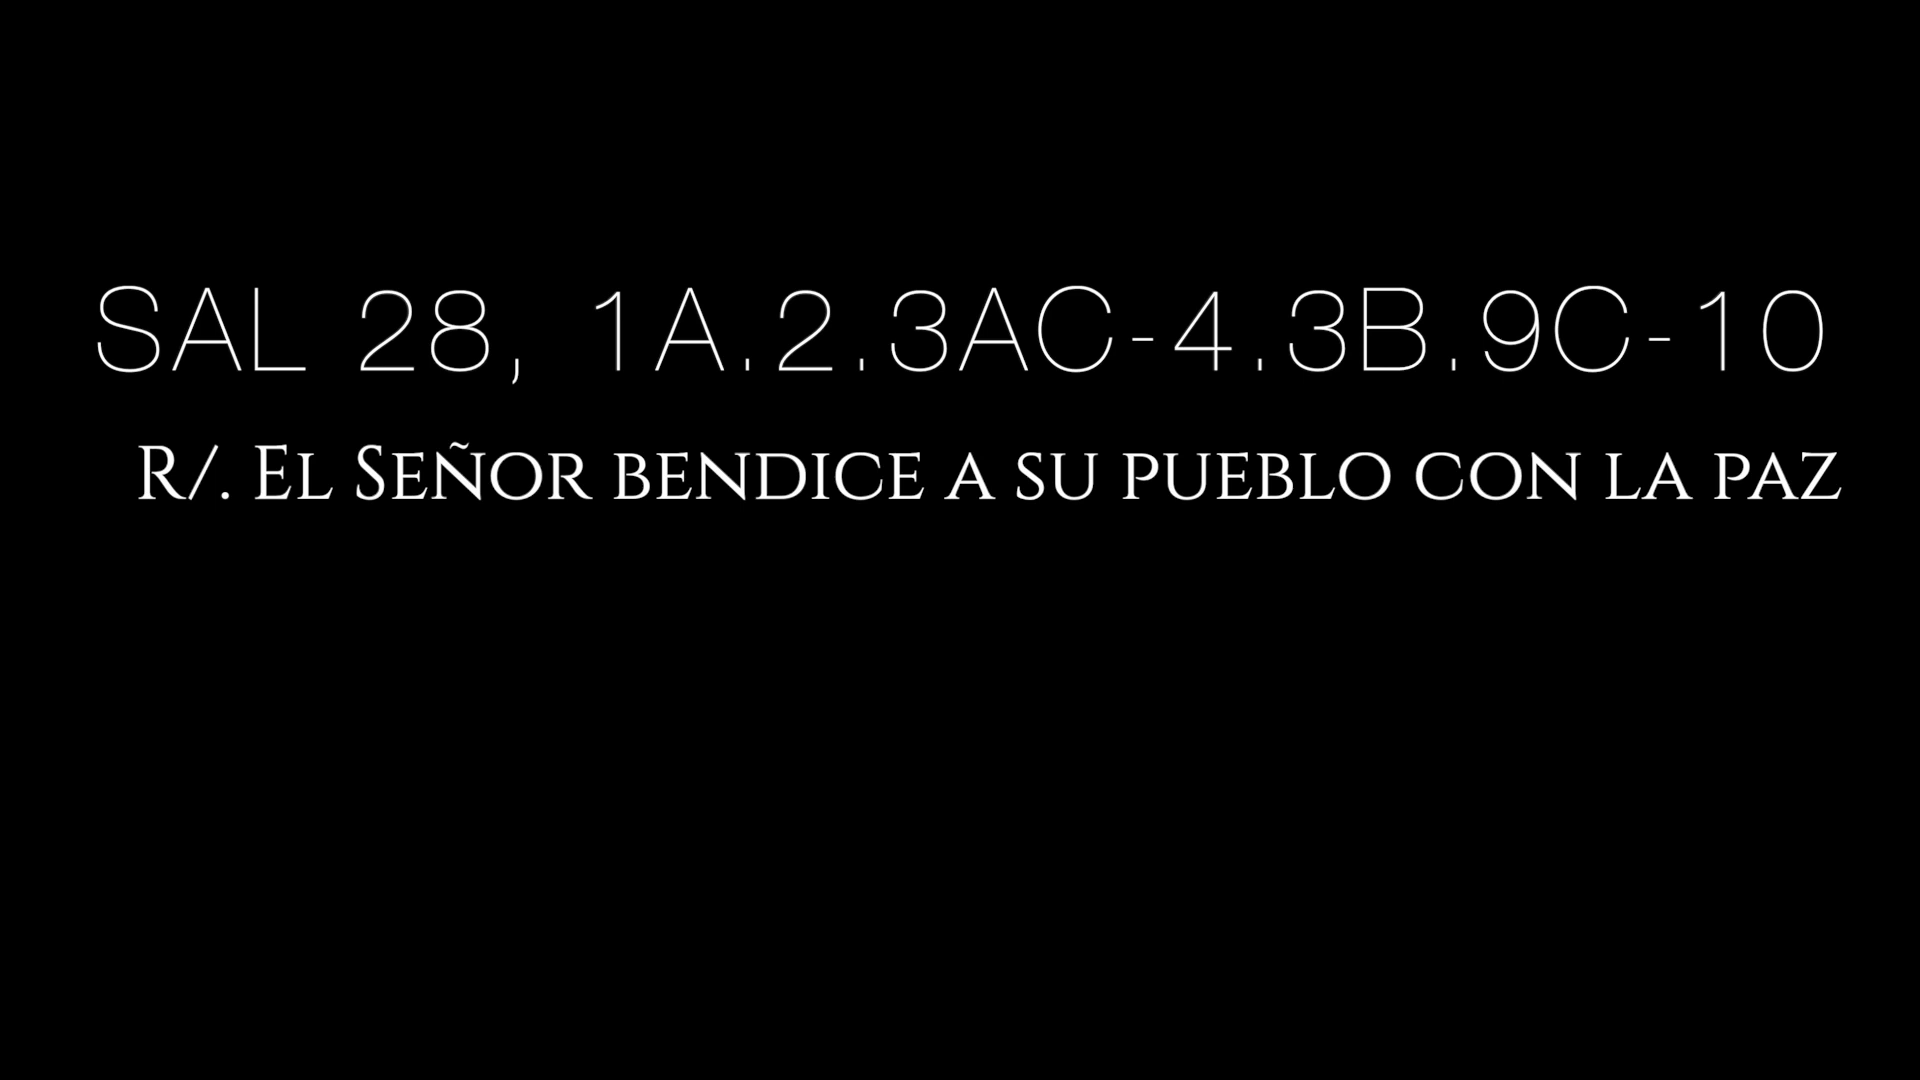 SAL 28, 1A.2.3AC-4.3B.9C-10
R/. El Señor bendice a su pueblo con la paz